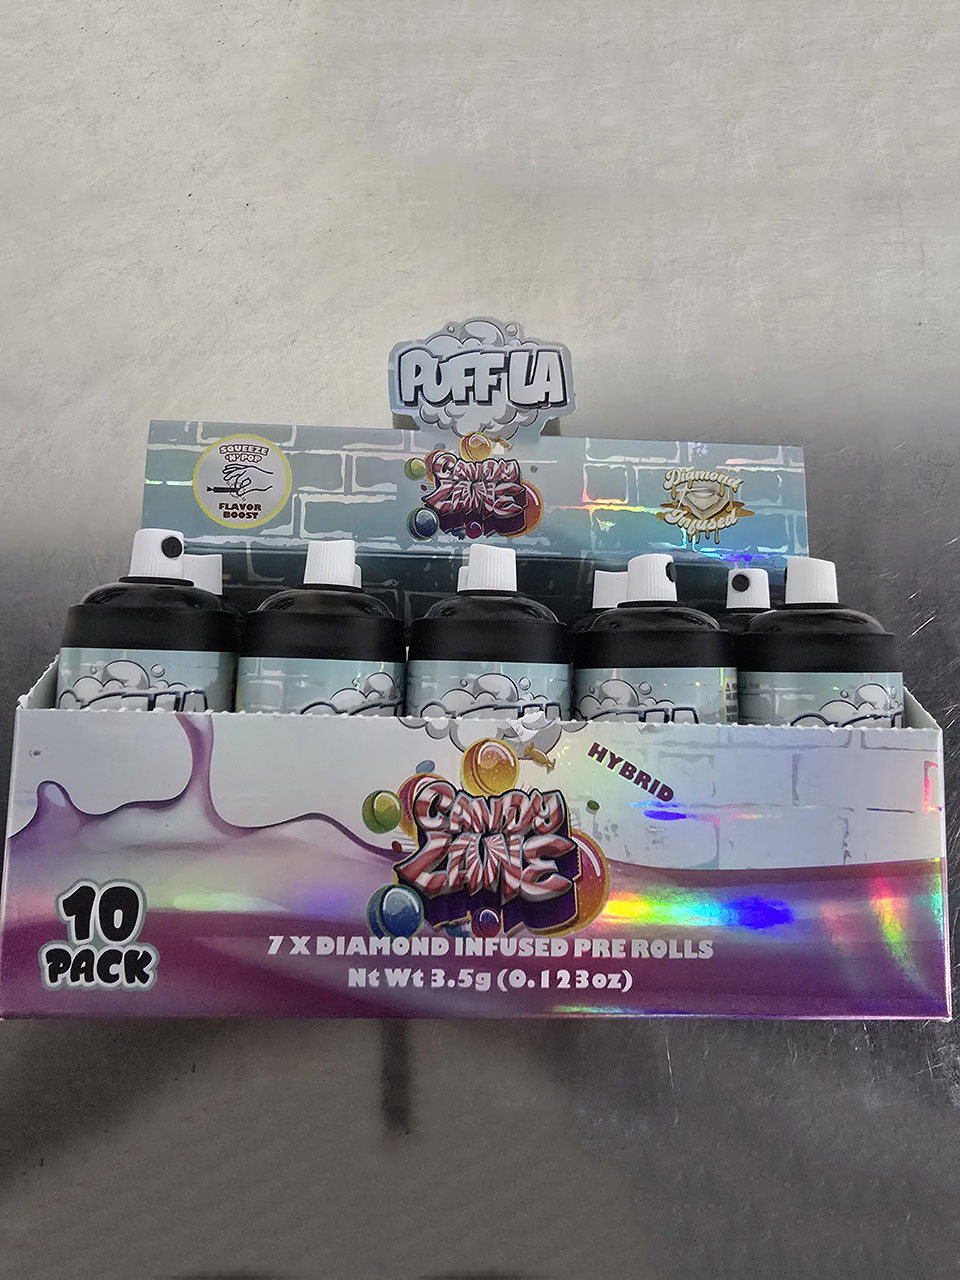 PUFF LA
SQUEEZE
'N' POP
FLAVOR
BOOST
CANDY
LANE
Diamond
Infused
HYBRID
CANDY
LANE
10
PACK
7 X DIAMOND INFUSED PRE ROLLS
Nt Wt 3.5g (0.123oz)